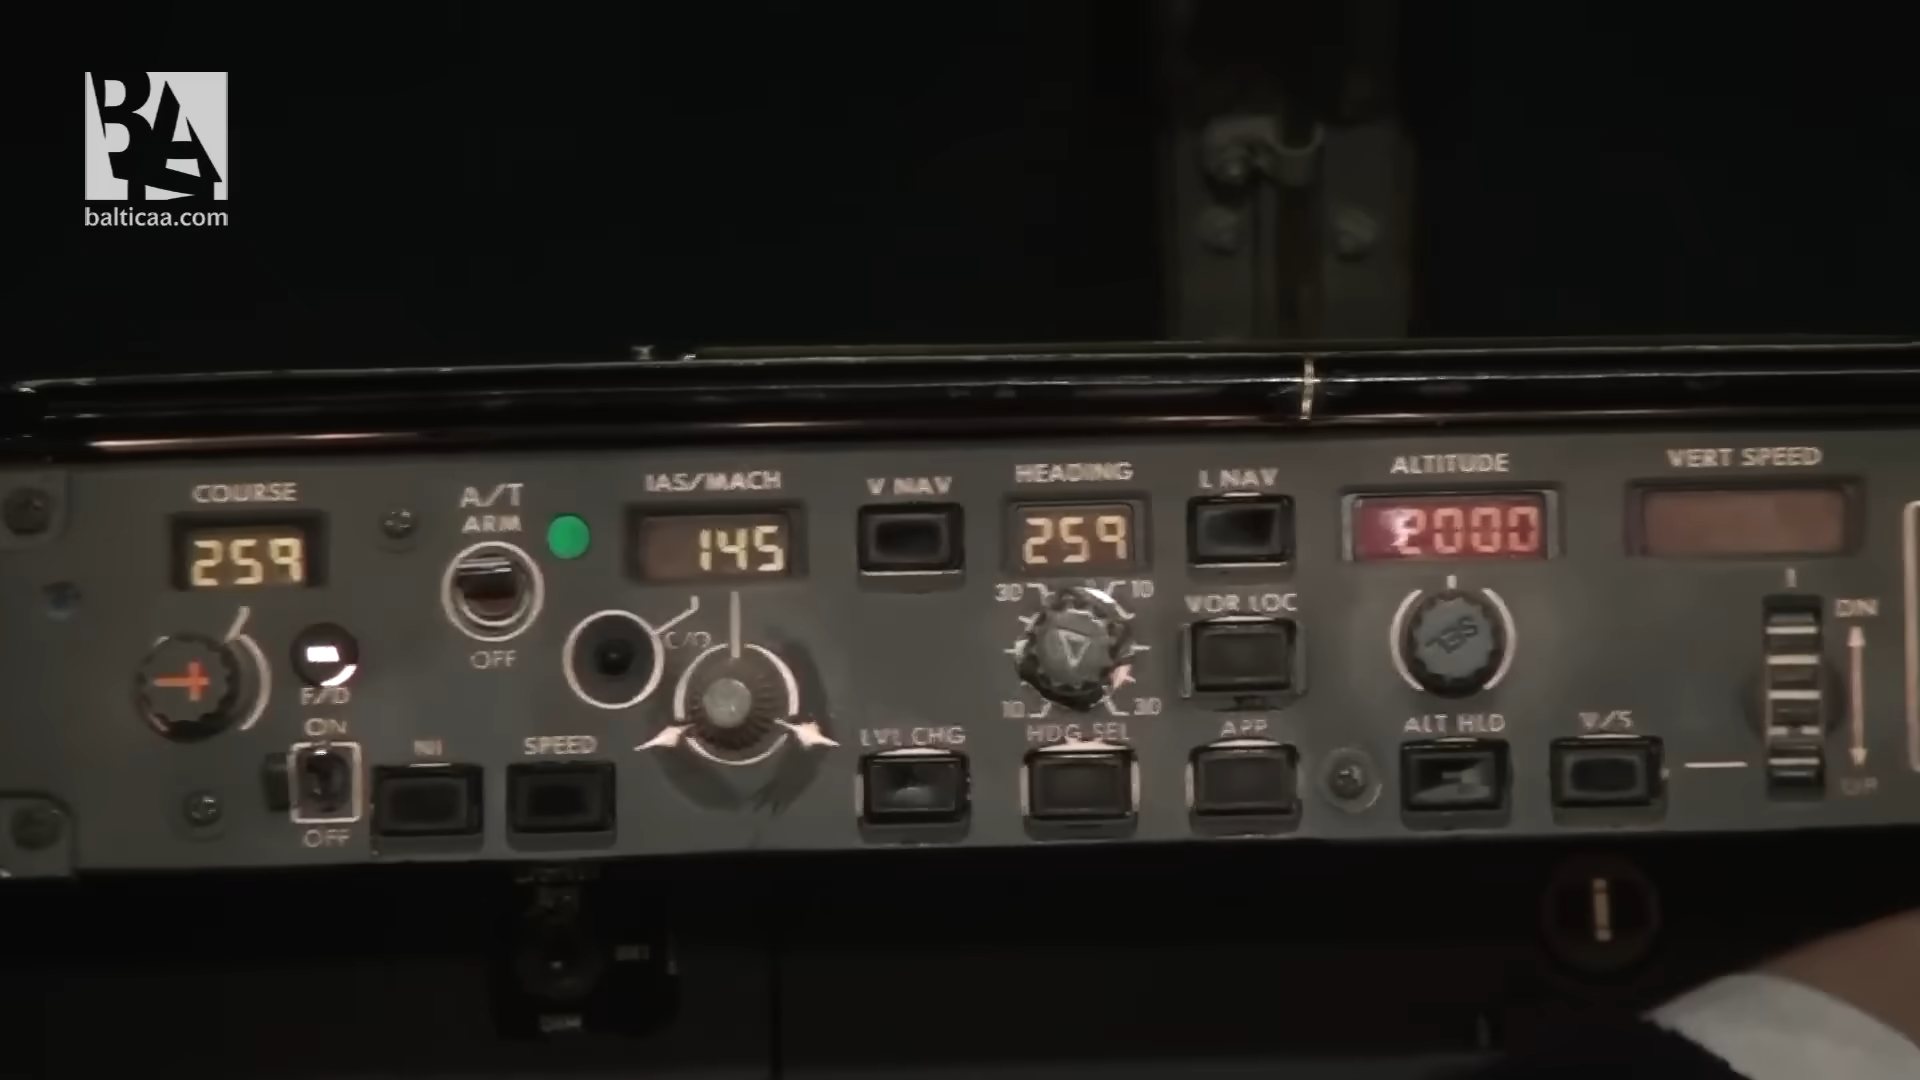 BAA
balticaa.com
COURSE
259
A/T
ARM
OFF
IAS/MACH
145
V NAV
HEADING
259
L NAV
ALTITUDE
2000
VERT SPEED
30
10
VOR LOC
C/O
DN
UP
SEL
F/D
ON
OFF
N1
SPEED
LVL CHG
10
30
HDG SEL
APP
ALT HLD
V/S
DIM